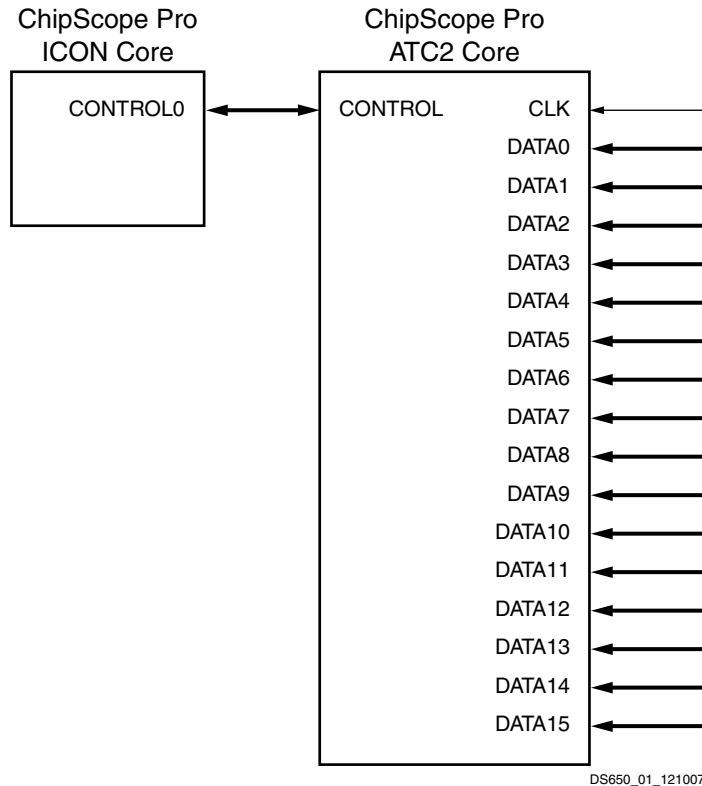 ChipScope Pro
ICON Core
ChipScope Pro
ATC2 Core
CONTROL0
CONTROL
CLK
DATA0
DATA1
DATA2
DATA3
DATA4
DATA5
DATA6
DATA7
DATA8
DATA9
DATA10
DATA11
DATA12
DATA13
DATA14
DATA15
DS650_01_121007